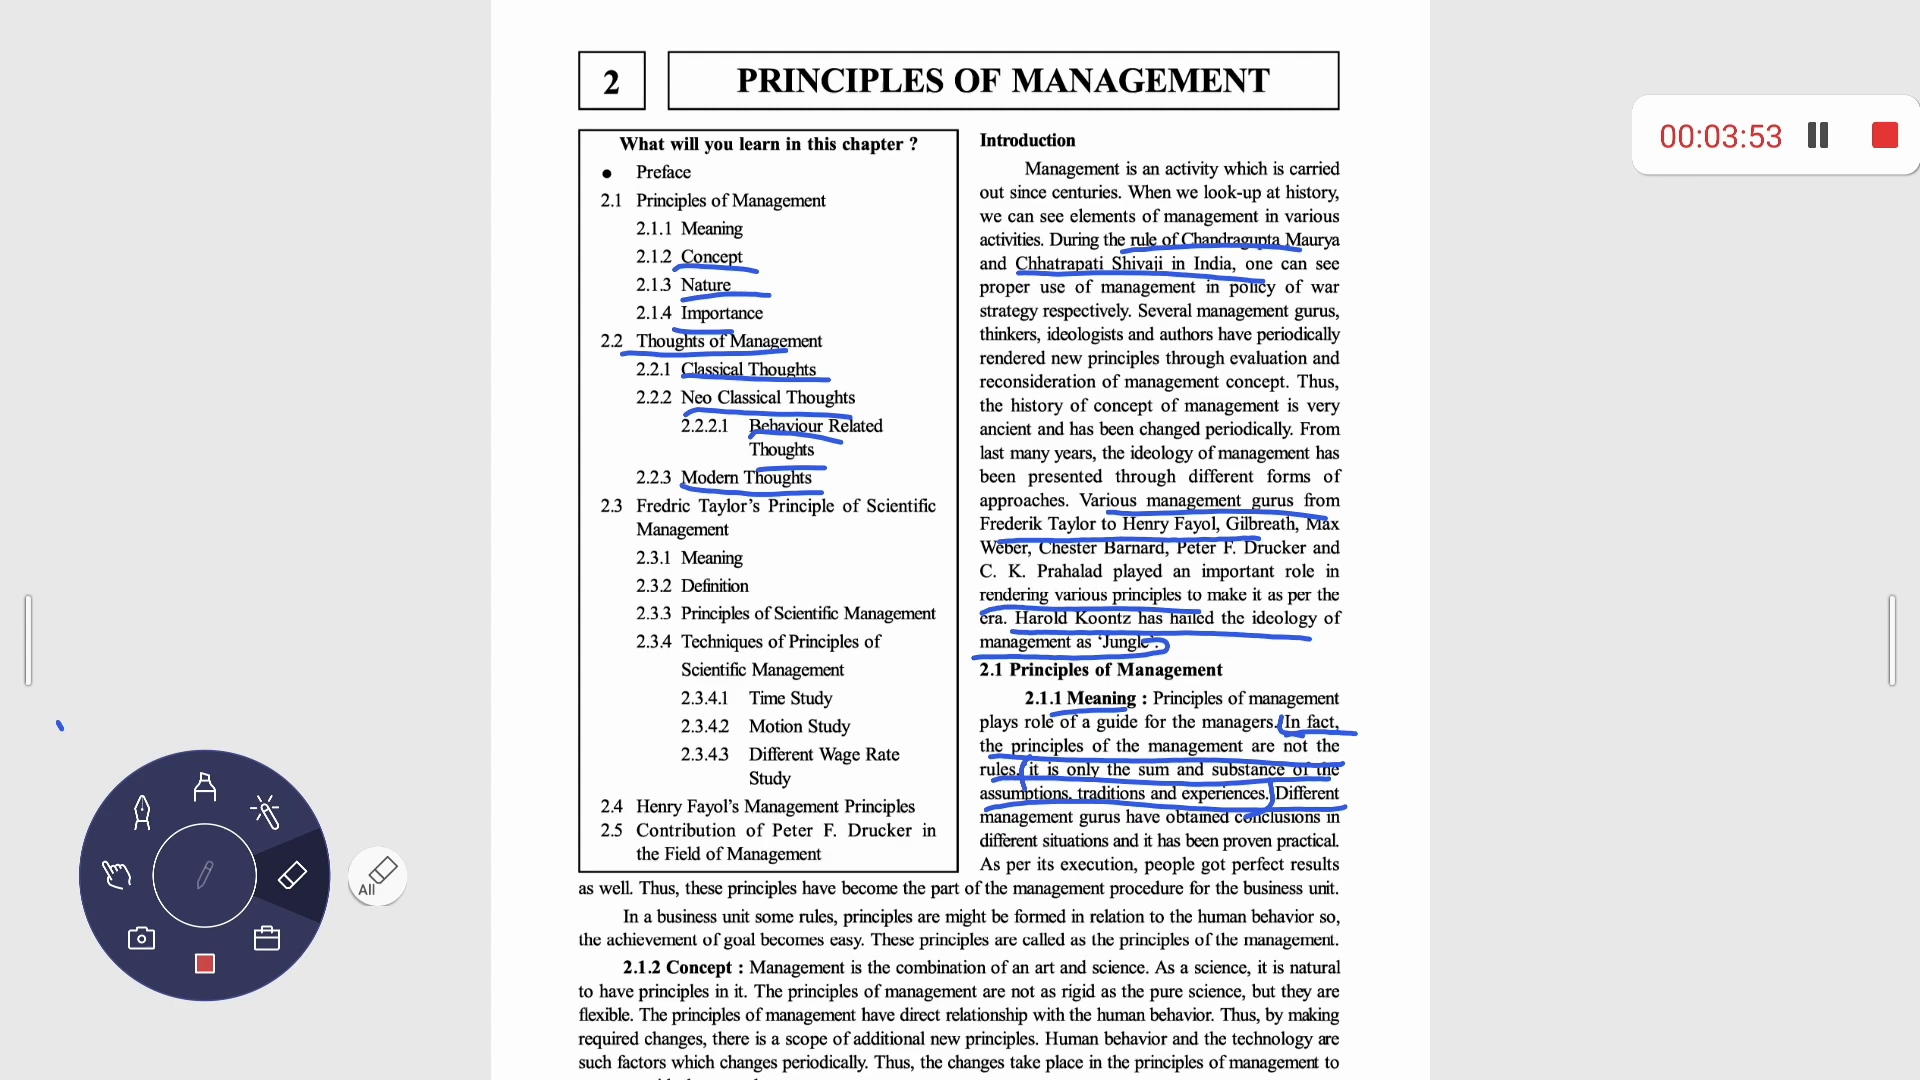 2
PRINCIPLES OF MANAGEMENT
What will you learn in this chapter ?
● Preface
2.1 Principles of Management
2.1.1 Meaning
2.1.2 Concept
2.1.3 Nature
2.1.4 Importance
2.2 Thoughts of Management
2.2.1 Classical Thoughts
2.2.2 Neo Classical Thoughts
2.2.2.1 Behaviour Related
Thoughts
2.2.3 Modern Thoughts
2.3 Fredric Taylor's Principle of Scientific
Management
2.3.1 Meaning
2.3.2 Definition
2.3.3 Principles of Scientific Management
2.3.4 Techniques of Principles of
Scientific Management
2.3.4.1 Time Study
2.3.4.2 Motion Study
2.3.4.3 Different Wage Rate
Study
2.4 Henry Fayol's Management Principles
2.5 Contribution of Peter F. Drucker in
the Field of Management
Introduction
Management is an activity which is carried
out since centuries. When we look-up at history,
we can see elements of management in various
activities. During the rule of Chandragupta Maurya
and Chhatrapati Shivaji in India, one can see
proper use of management in policy of war
strategy respectively. Several management gurus,
thinkers, ideologists and authors have periodically
rendered new principles through evaluation and
reconsideration of management concept. Thus,
the history of concept of management is very
ancient and has been changed periodically. From
last many years, the ideology of management has
been presented through different forms of
approaches. Various management gurus from
Frederik Taylor to Henry Fayol, Gilbreath, Max
Weber, Chester Barnard, Peter F. Drucker and
C. K. Prahalad played an important role in
rendering various principles to make it as per the
era. Harold Koontz has hailed the ideology of
management as 'Jungle'.
2.1 Principles of Management
2.1.1 Meaning : Principles of management
plays role of a guide for the managers. In fact,
the principles of the management are not the
rules, it is only the sum and substance of the
assumptions, traditions and experiences. Different
management gurus have obtained conclusions in
different situations and it has been proven practical.
As per its execution, people got perfect results
as well. Thus, these principles have become the part of the management procedure for the business unit.
In a business unit some rules, principles are might be formed in relation to the human behavior so,
the achievement of goal becomes easy. These principles are called as the principles of the management.
2.1.2 Concept : Management is the combination of an art and science. As a science, it is natural
to have principles in it. The principles of management are not as rigid as the pure science, but they are
flexible. The principles of management have direct relationship with the human behavior. Thus, by making
required changes, there is a scope of additional new principles. Human behavior and the technology are
such factors which changes periodically. Thus, the changes take place in the principles of management to
00:03:53
All